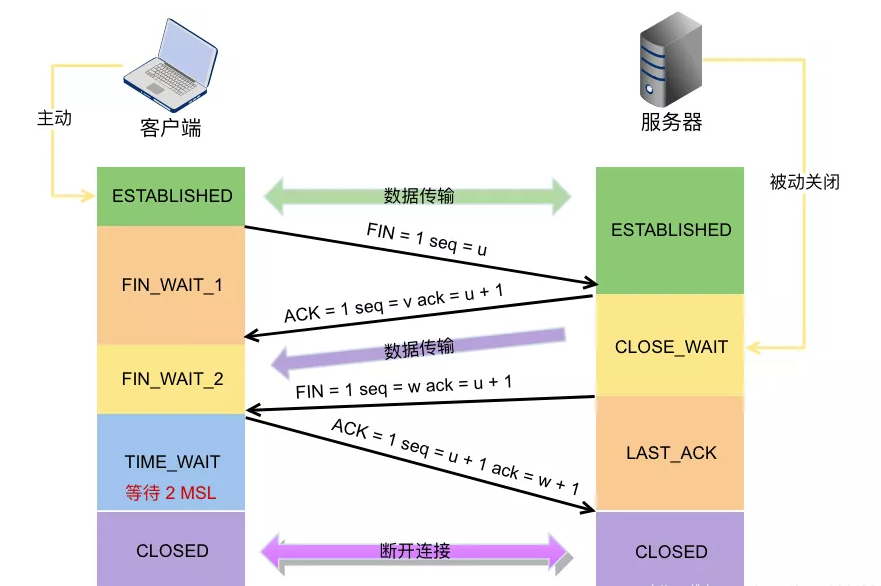 主动
客户端
服务器
被动关闭
ESTABLISHED
数据传输
ESTABLISHED
FIN = 1 seq = u
FIN_WAIT_1
ACK = 1 seq = v ack = u + 1
数据传输
CLOSE_WAIT
FIN_WAIT_2
FIN = 1 seq = w ack = u + 1
ACK = 1 seq = u + 1 ack = w + 1
TIME_WAIT
等待 2 MSL
LAST_ACK
CLOSED
断开连接
CLOSED